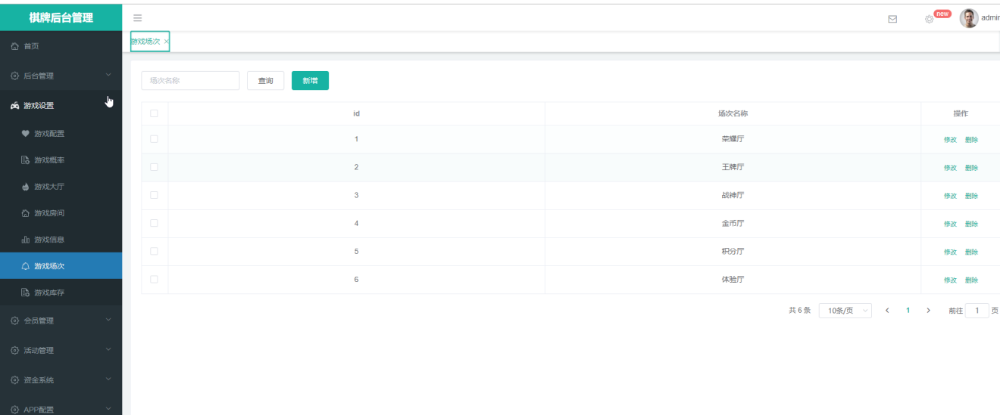 棋牌后台管理
new
admin
首页
后台管理
游戏设置
游戏配置
游戏概率
游戏大厅
游戏房间
游戏信息
游戏场次
游戏库存
会员管理
活动管理
资金系统
APP配置
游戏场次 ×
场次名称 查询 新增
id 场次名称 操作
1 荣耀厅 修改 删除
2 王牌厅 修改 删除
3 战神厅 修改 删除
4 金币厅 修改 删除
5 积分厅 修改 删除
6 体验厅 修改 删除
共 6 条 10条/页 1 前往 1 页